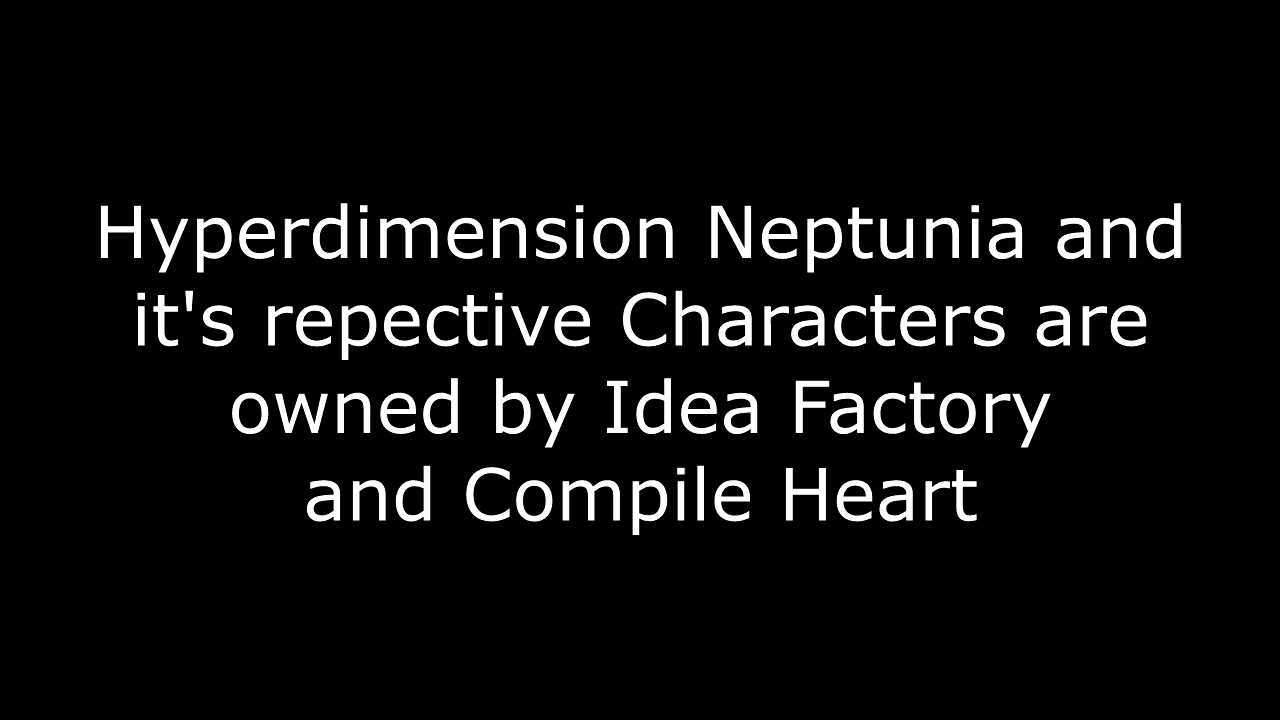 Hyperdimension Neptunia and
it's repective Characters are
owned by Idea Factory
and Compile Heart